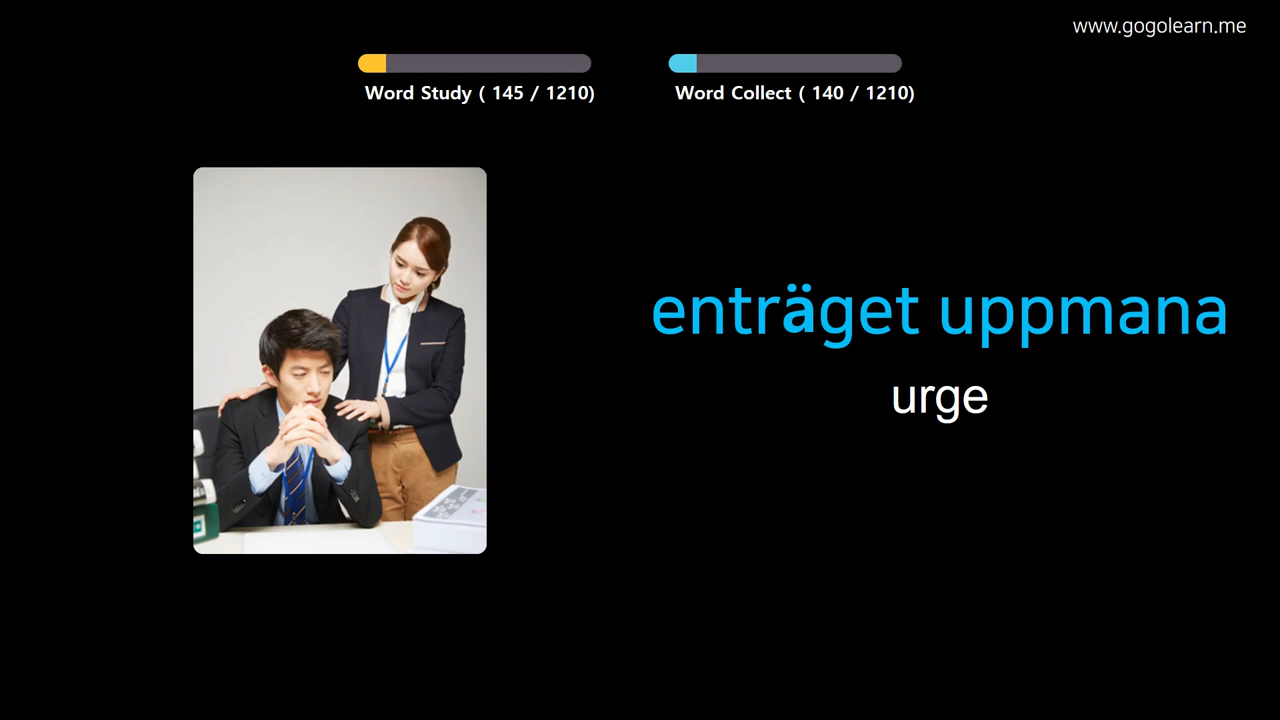 www.gogolearn.me
Word Study ( 145 / 1210)
Word Collect ( 140 / 1210)
enträget uppmana
urge